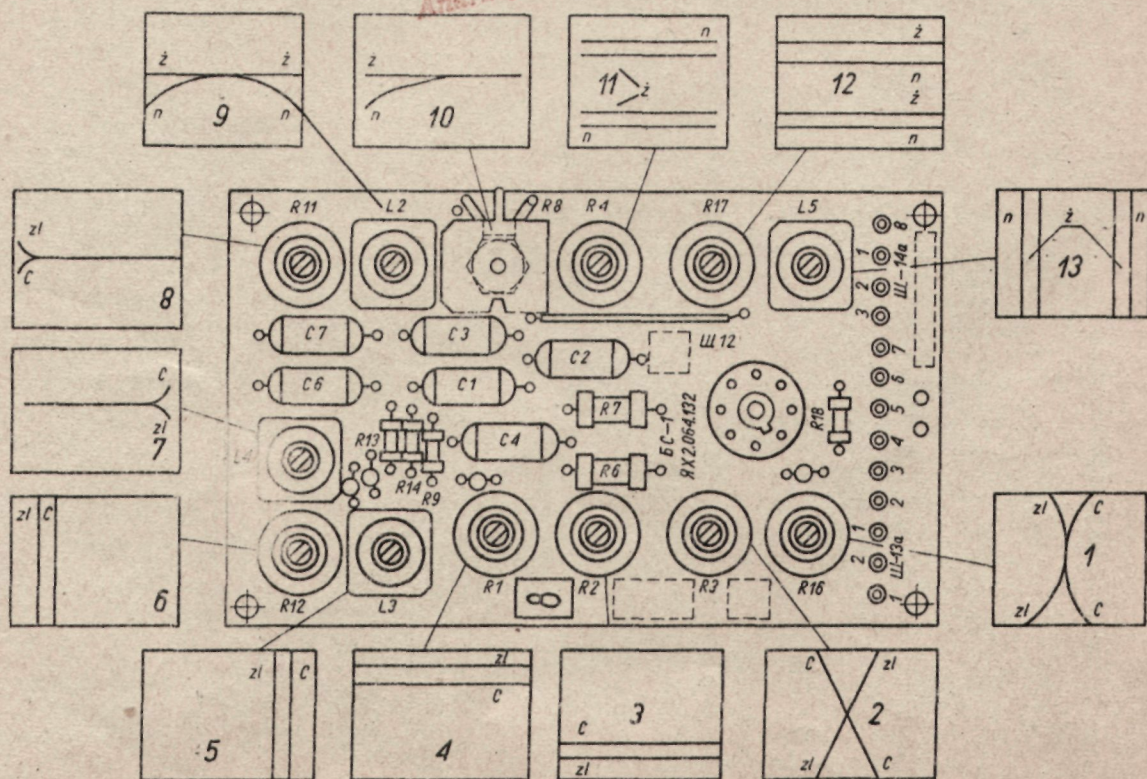 ż ż
n n
9
ż
n
10
n
11 ż
n
ż
12
n
ż
n
zl
C
8
R11
L2
R8
R4
R17
L5
8
1
2
3
Щ-14а
n ż n
13
C7
C3
C2
Щ12
7
C6
C1
R7
6
C
zl
7
R13
C4
БС-1
ЯХ2.064.132
R18
5
4
R14
R9
R6
3
2
zl C
6
R12
L3
R1
8
R2
R3
R16
1
2
1
Щ-13а
zl C
1
zl C
zl C
5
zl
C
4
3
C
zl
C zl
2
zl C